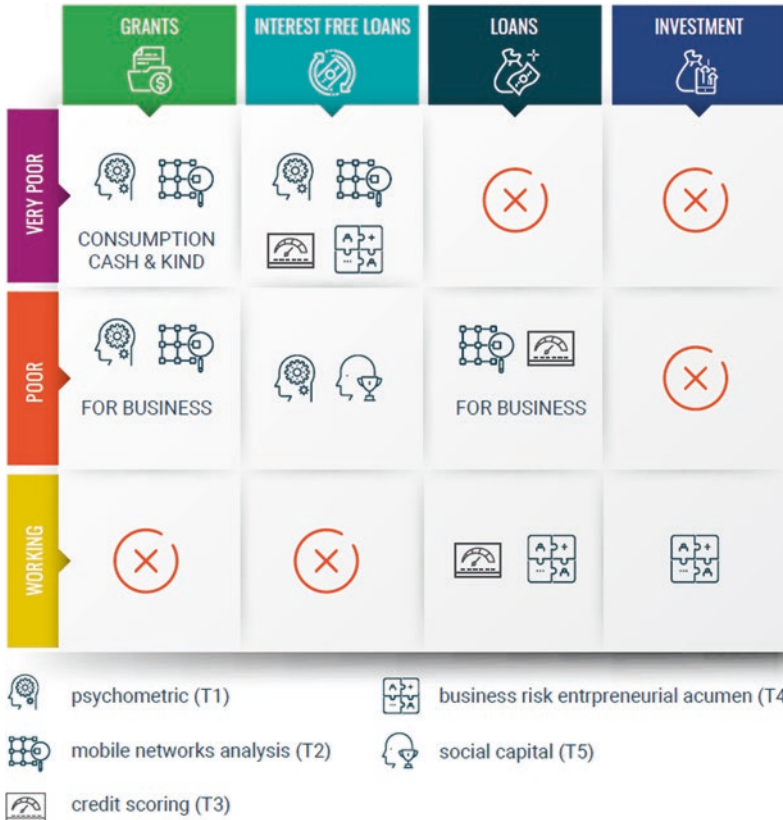 GRANTS
INTEREST FREE LOANS
LOANS
INVESTMENT
VERY POOR
CONSUMPTION
CASH & KIND
POOR
FOR BUSINESS
FOR BUSINESS
WORKING
psychometric (T1)
business risk entrpreneurial acumen (T4
mobile networks analysis (T2)
social capital (T5)
credit scoring (T3)